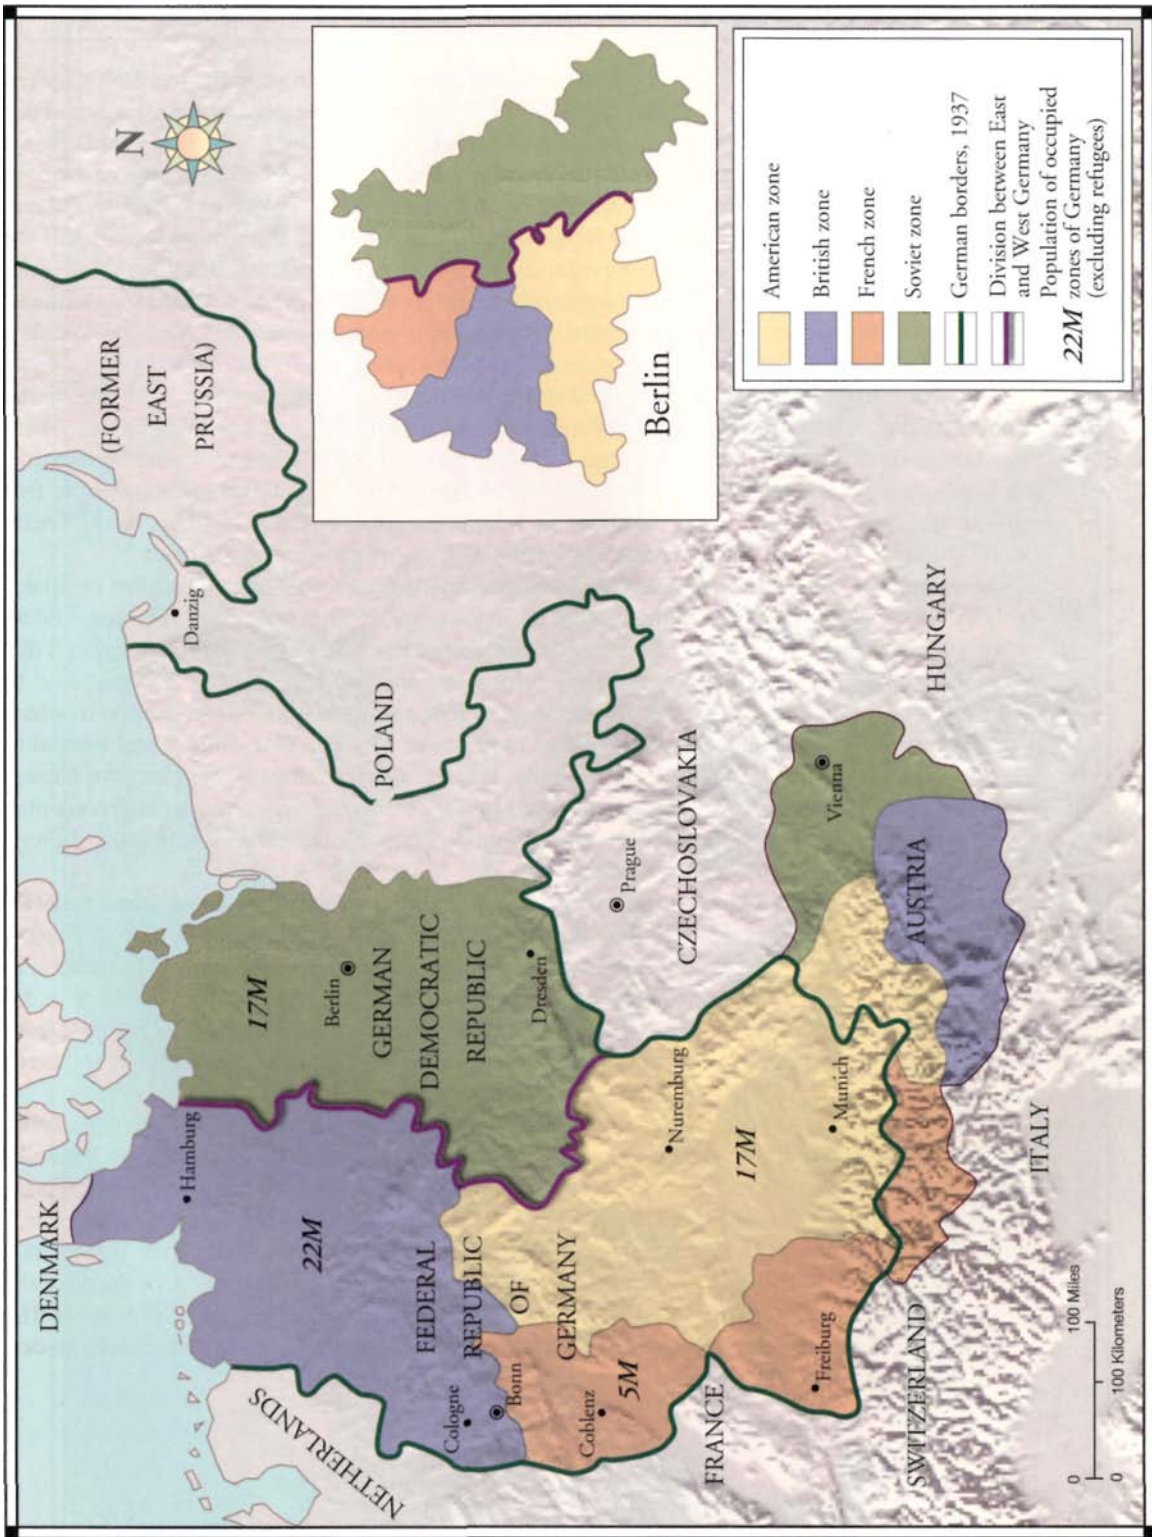 N
DENMARK
NETHERLANDS
(FORMER
EAST
PRUSSIA)
Danzig
Hamburg
22M
17M
Berlin
GERMAN
DEMOCRATIC
REPUBLIC
Dresden
POLAND
FEDERAL
REPUBLIC
OF
GERMANY
Cologne
Bonn
Coblenz
5M
FRANCE
Prague
CZECHOSLOVAKIA
Nuremburg
17M
Munich
Freiburg
Vienna
AUSTRIA
HUNGARY
SWITZERLAND
ITALY
0 100 Miles
0 100 Kilometers
Berlin
American zone
British zone
French zone
Soviet zone
German borders, 1937
Division between East
and West Germany
22M Population of occupied
zones of Germany
(excluding refugees)